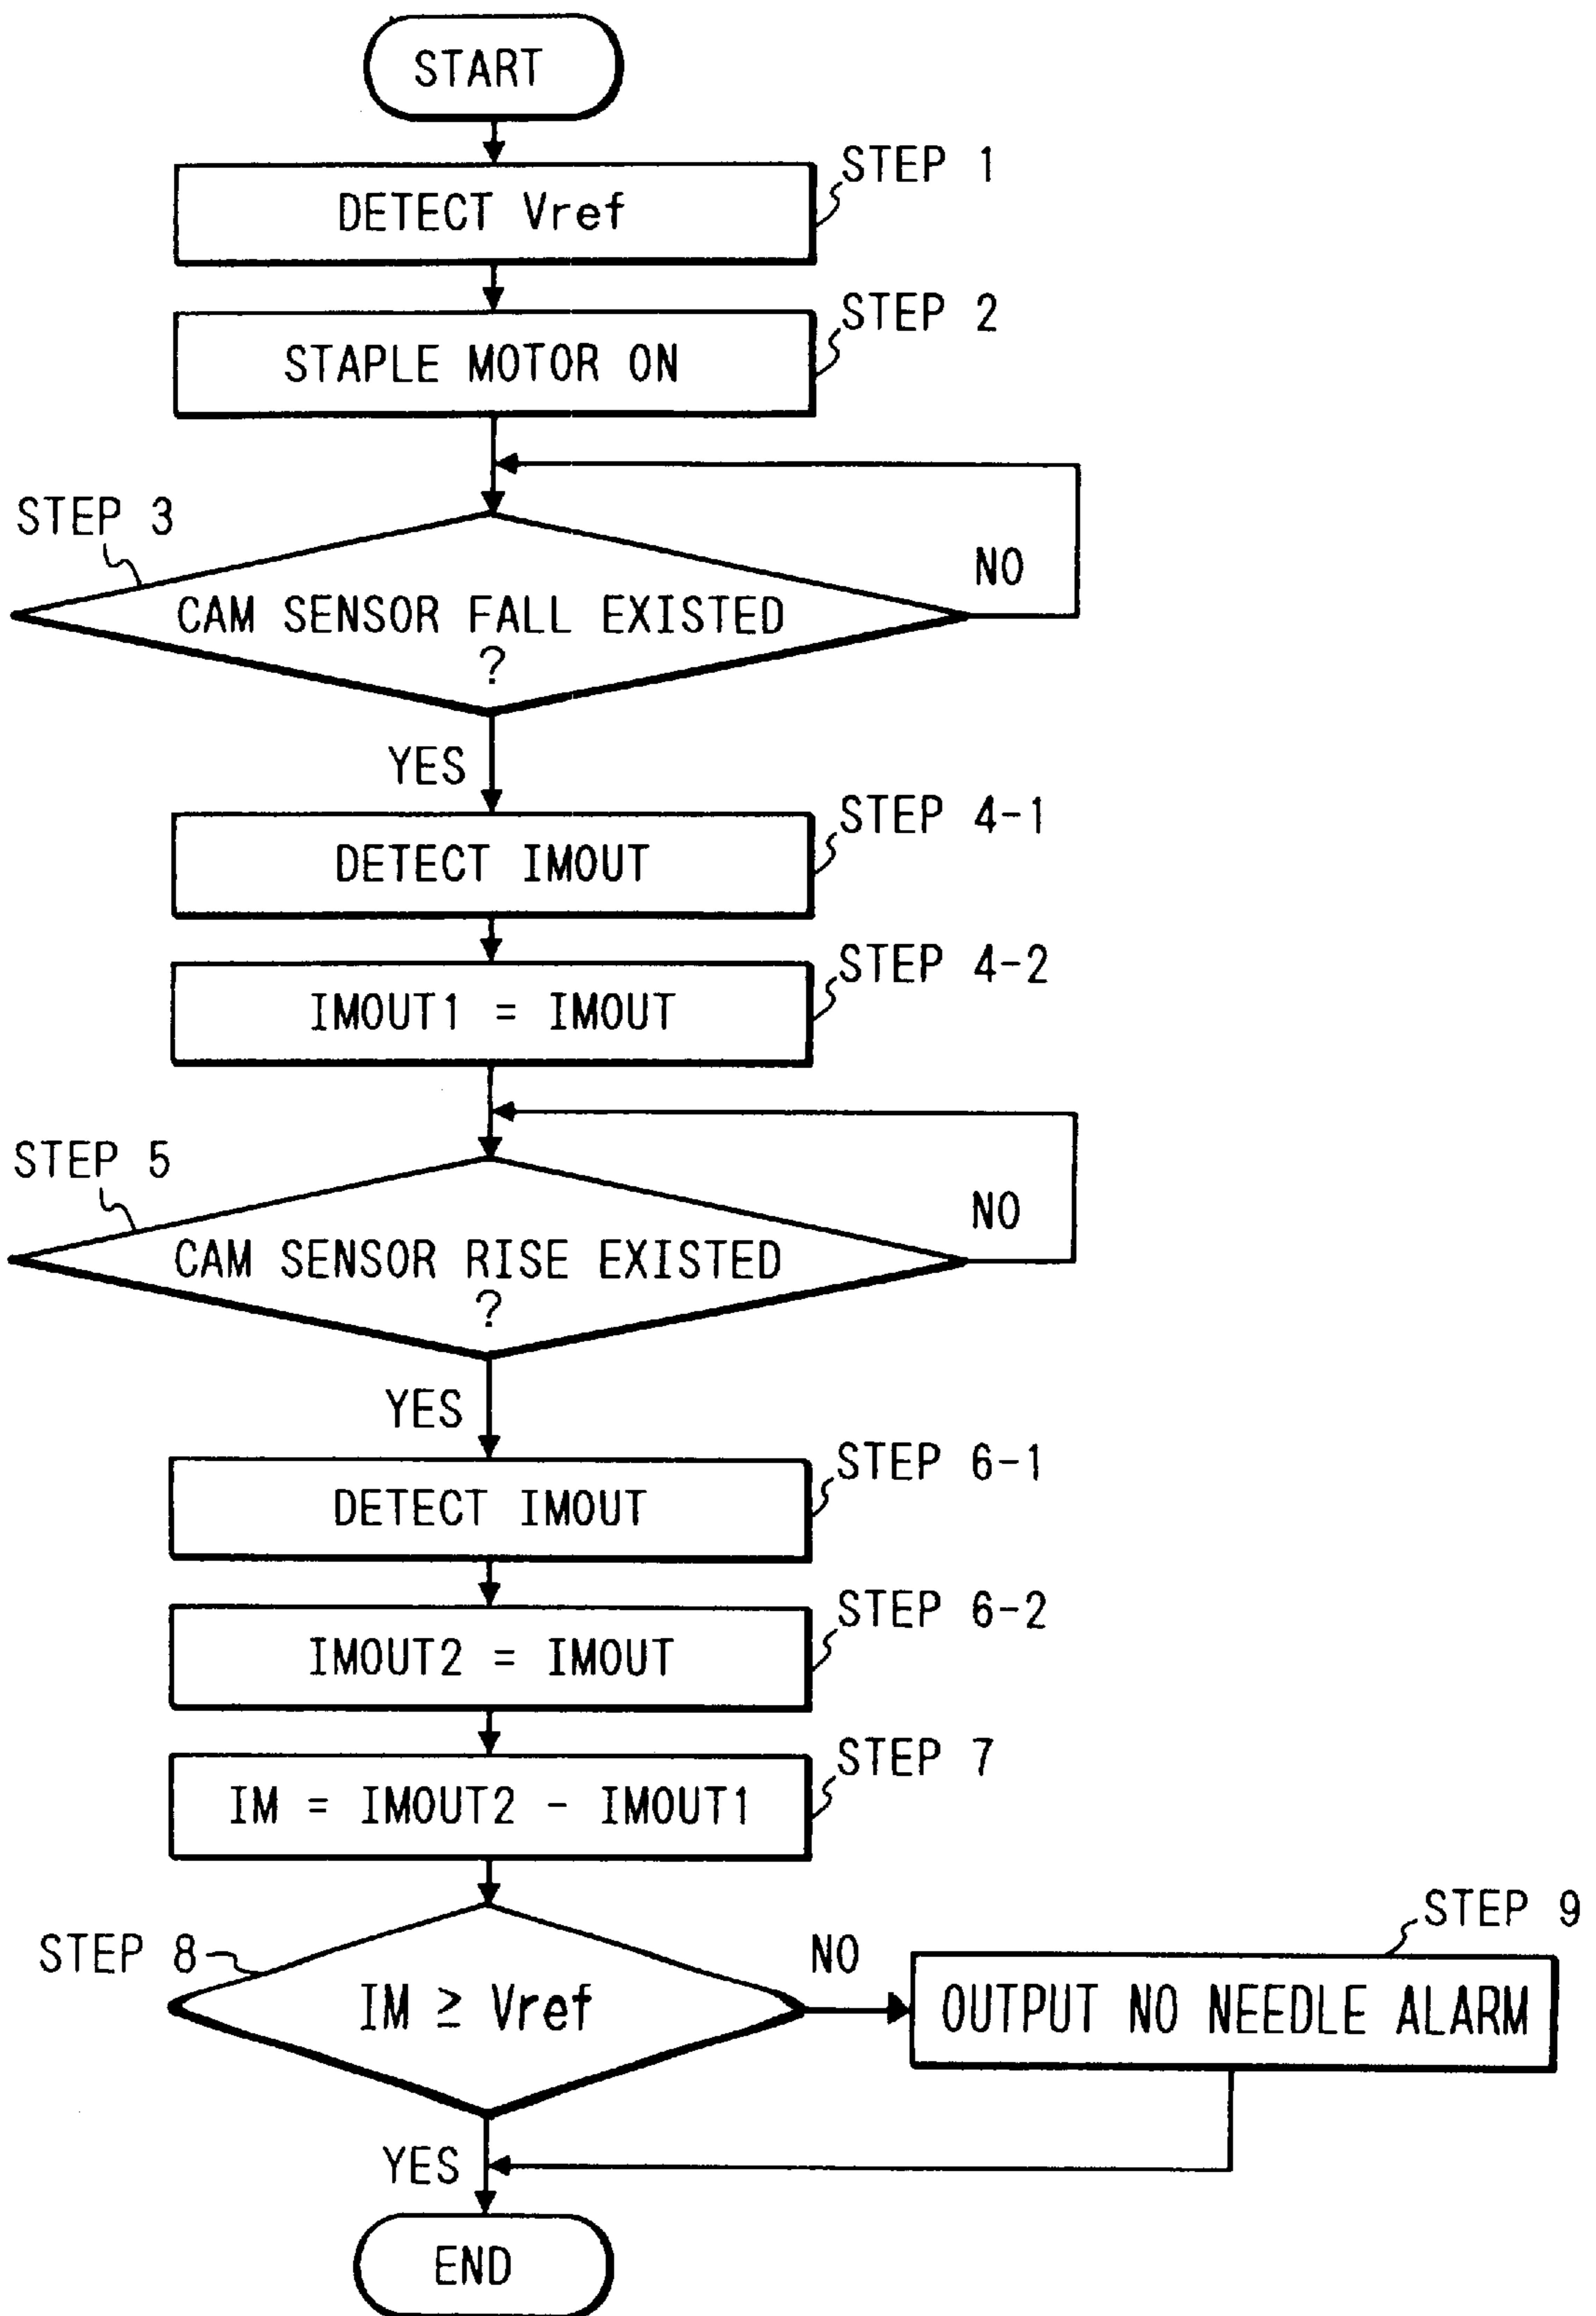 START
STEP 1
DETECT Vref
STEP 2
STAPLE MOTOR ON
STEP 3
NO
CAM SENSOR FALL EXISTED
?
YES
STEP 4-1
DETECT IMOUT
STEP 4-2
IMOUT1 = IMOUT
STEP 5
NO
CAM SENSOR RISE EXISTED
?
YES
STEP 6-1
DETECT IMOUT
STEP 6-2
IMOUT2 = IMOUT
STEP 7
IM = IMOUT2 - IMOUT1
STEP 8
IM ≥ Vref
NO
STEP 9
OUTPUT NO NEEDLE ALARM
YES
END